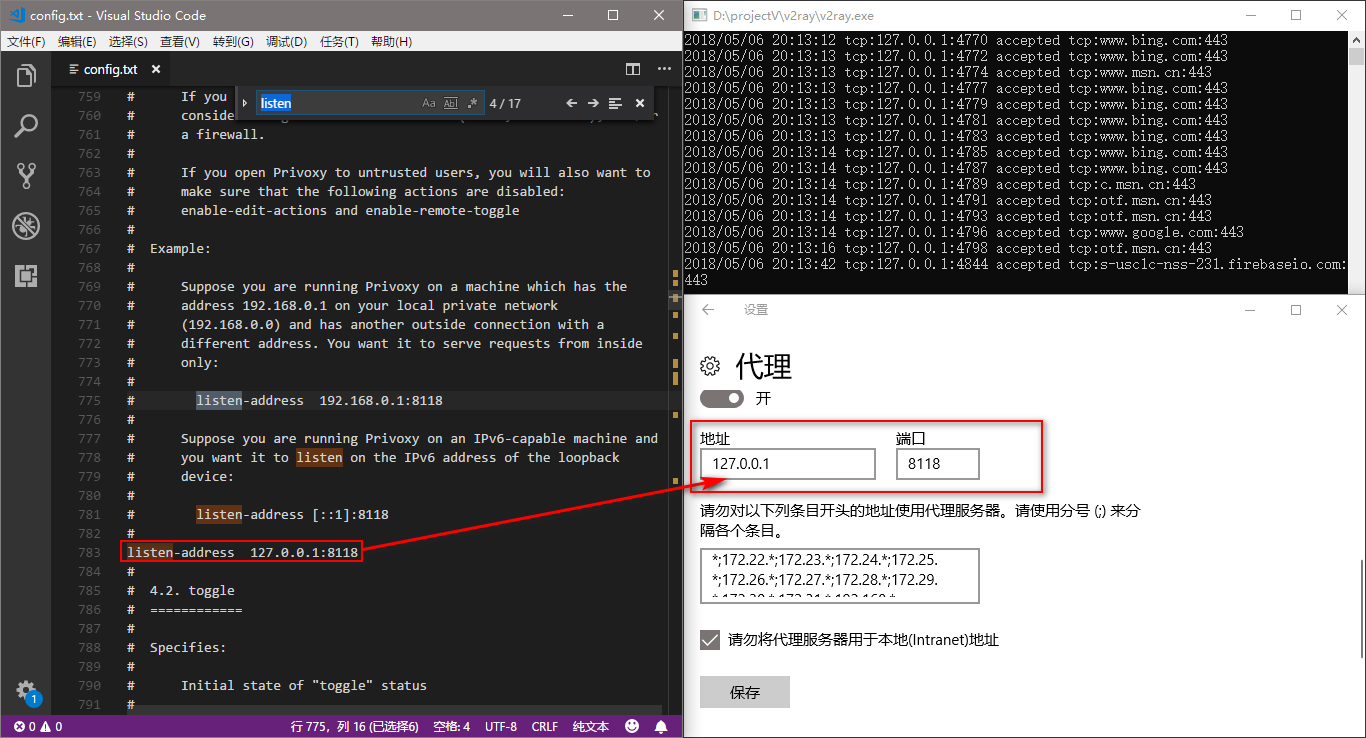 config.txt - Visual Studio Code
文件(F) 编辑(E) 选择(S) 查看(V) 转到(G) 调试(D) 任务(T) 帮助(H)
config.txt
listen
Aa Abl .* 4 / 17
759 # If you
760 # conside
761 # a firewall.
762 #
763 # If you open Privoxy to untrusted users, you will also want to
764 # make sure that the following actions are disabled:
765 # enable-edit-actions and enable-remote-toggle
766 #
767 # Example:
768 #
769 # Suppose you are running Privoxy on a machine which has the
770 # address 192.168.0.1 on your local private network
771 # (192.168.0.0) and has another outside connection with a
772 # different address. You want it to serve requests from inside
773 # only:
774 #
775 # listen-address 192.168.0.1:8118
776 #
777 # Suppose you are running Privoxy on an IPv6-capable machine and
778 # you want it to listen on the IPv6 address of the loopback
779 # device:
780 #
781 # listen-address [::1]:8118
782 #
783 listen-address 127.0.0.1:8118
784 #
785 # 4.2. toggle
786 # ============
787 #
788 # Specifies:
789 #
790 # Initial state of "toggle" status
791 #
1
0 0 行 775，列 16 (已选择6) 空格: 4 UTF-8 CRLF 纯文本
D:\projectV\v2ray\v2ray.exe
2018/05/06 20:13:12 tcp:127.0.0.1:4770 accepted tcp:www.bing.com:443
2018/05/06 20:13:13 tcp:127.0.0.1:4772 accepted tcp:www.bing.com:443
2018/05/06 20:13:13 tcp:127.0.0.1:4774 accepted tcp:www.msn.cn:443
2018/05/06 20:13:13 tcp:127.0.0.1:4777 accepted tcp:www.bing.com:443
2018/05/06 20:13:13 tcp:127.0.0.1:4779 accepted tcp:www.bing.com:443
2018/05/06 20:13:13 tcp:127.0.0.1:4781 accepted tcp:www.bing.com:443
2018/05/06 20:13:13 tcp:127.0.0.1:4783 accepted tcp:www.bing.com:443
2018/05/06 20:13:14 tcp:127.0.0.1:4785 accepted tcp:www.bing.com:443
2018/05/06 20:13:14 tcp:127.0.0.1:4787 accepted tcp:www.bing.com:443
2018/05/06 20:13:14 tcp:127.0.0.1:4789 accepted tcp:c.msn.cn:443
2018/05/06 20:13:14 tcp:127.0.0.1:4791 accepted tcp:otf.msn.cn:443
2018/05/06 20:13:14 tcp:127.0.0.1:4793 accepted tcp:otf.msn.cn:443
2018/05/06 20:13:14 tcp:127.0.0.1:4796 accepted tcp:www.google.com:443
2018/05/06 20:13:16 tcp:127.0.0.1:4798 accepted tcp:otf.msn.cn:443
2018/05/06 20:13:42 tcp:127.0.0.1:4844 accepted tcp:s-usclc-nss-231.firebaseio.com:
443
设置
代理
开
地址 端口
127.0.0.1 8118
请勿对以下列条目开头的地址使用代理服务器。请使用分号 (;) 来分
隔各个条目。
*;172.22.*;172.23.*;172.24.*;172.25.
*;172.26.*;172.27.*;172.28.*;172.29.
*;172.30.*;172.31.*;192.168.*
请勿将代理服务器用于本地(Intranet)地址
保存